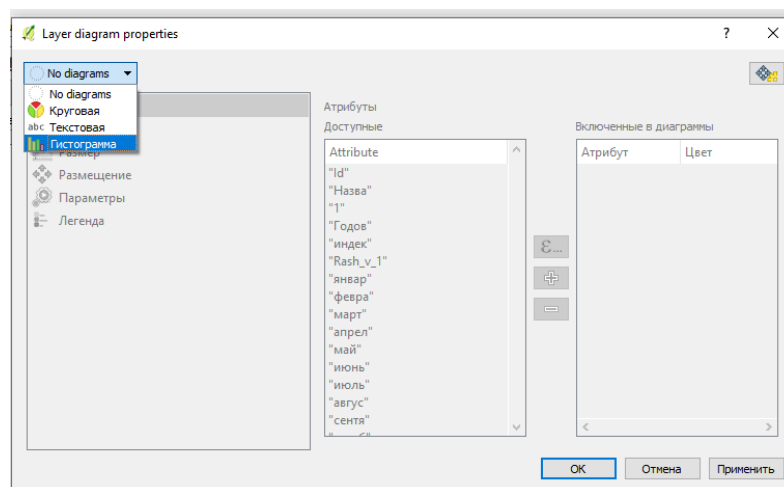 Layer diagram properties
?
No diagrams
No diagrams
Круговая
abc Текстовая
Гистограмма
Размер
Размещение
Параметры
Легенда
Атрибуты
Доступные
Attribute
"Id"
"Назва"
"1"
"Годов"
"индек"
"Rash_v_1"
"январ"
"февра"
"март"
"апрел"
"май"
"июнь"
"июль"
"авгус"
"сентя"
ε...
Включенные в диаграммы
Атрибут Цвет
OK Отмена Применить